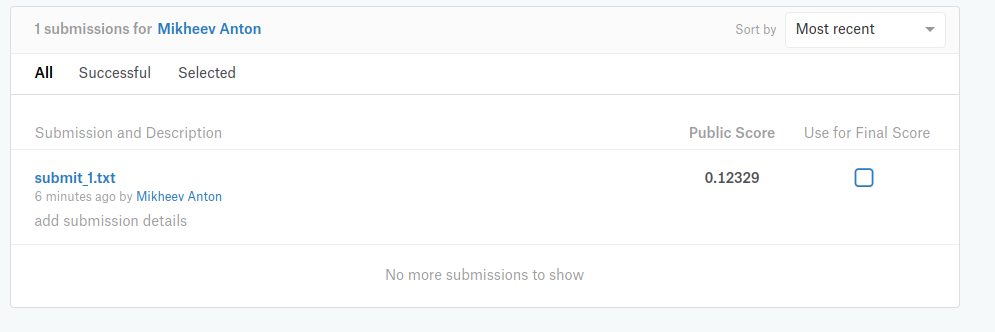 1 submissions for Mikheev Anton
Sort by Most recent
All Successful Selected
Submission and Description Public Score Use for Final Score
submit_1.txt 0.12329
6 minutes ago by Mikheev Anton
add submission details
No more submissions to show